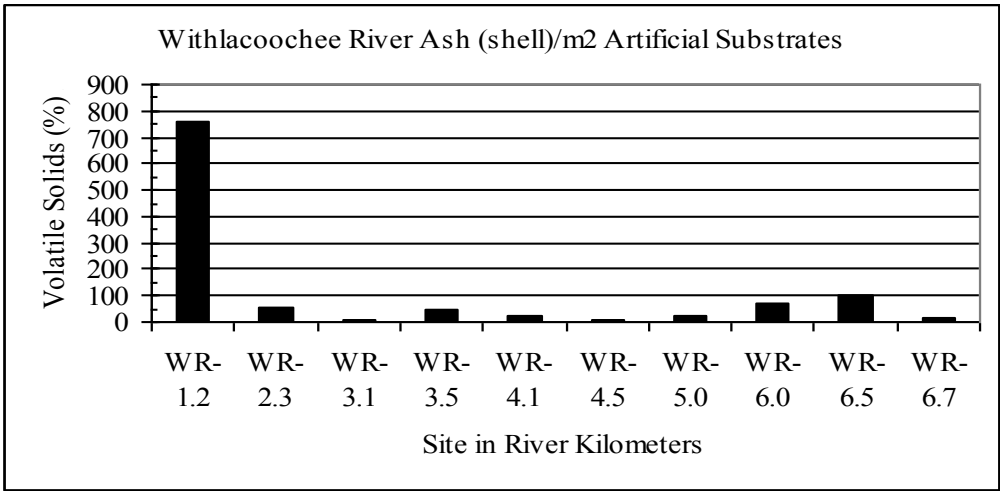 Withlacoochee River Ash (shell)/m2 Artificial Substrates
Volatile Solids (%)
900
800
700
600
500
400
300
200
100
0
WR- WR- WR- WR- WR- WR- WR- WR- WR- WR-
1.2 2.3 3.1 3.5 4.1 4.5 5.0 6.0 6.5 6.7
Site in River Kilometers